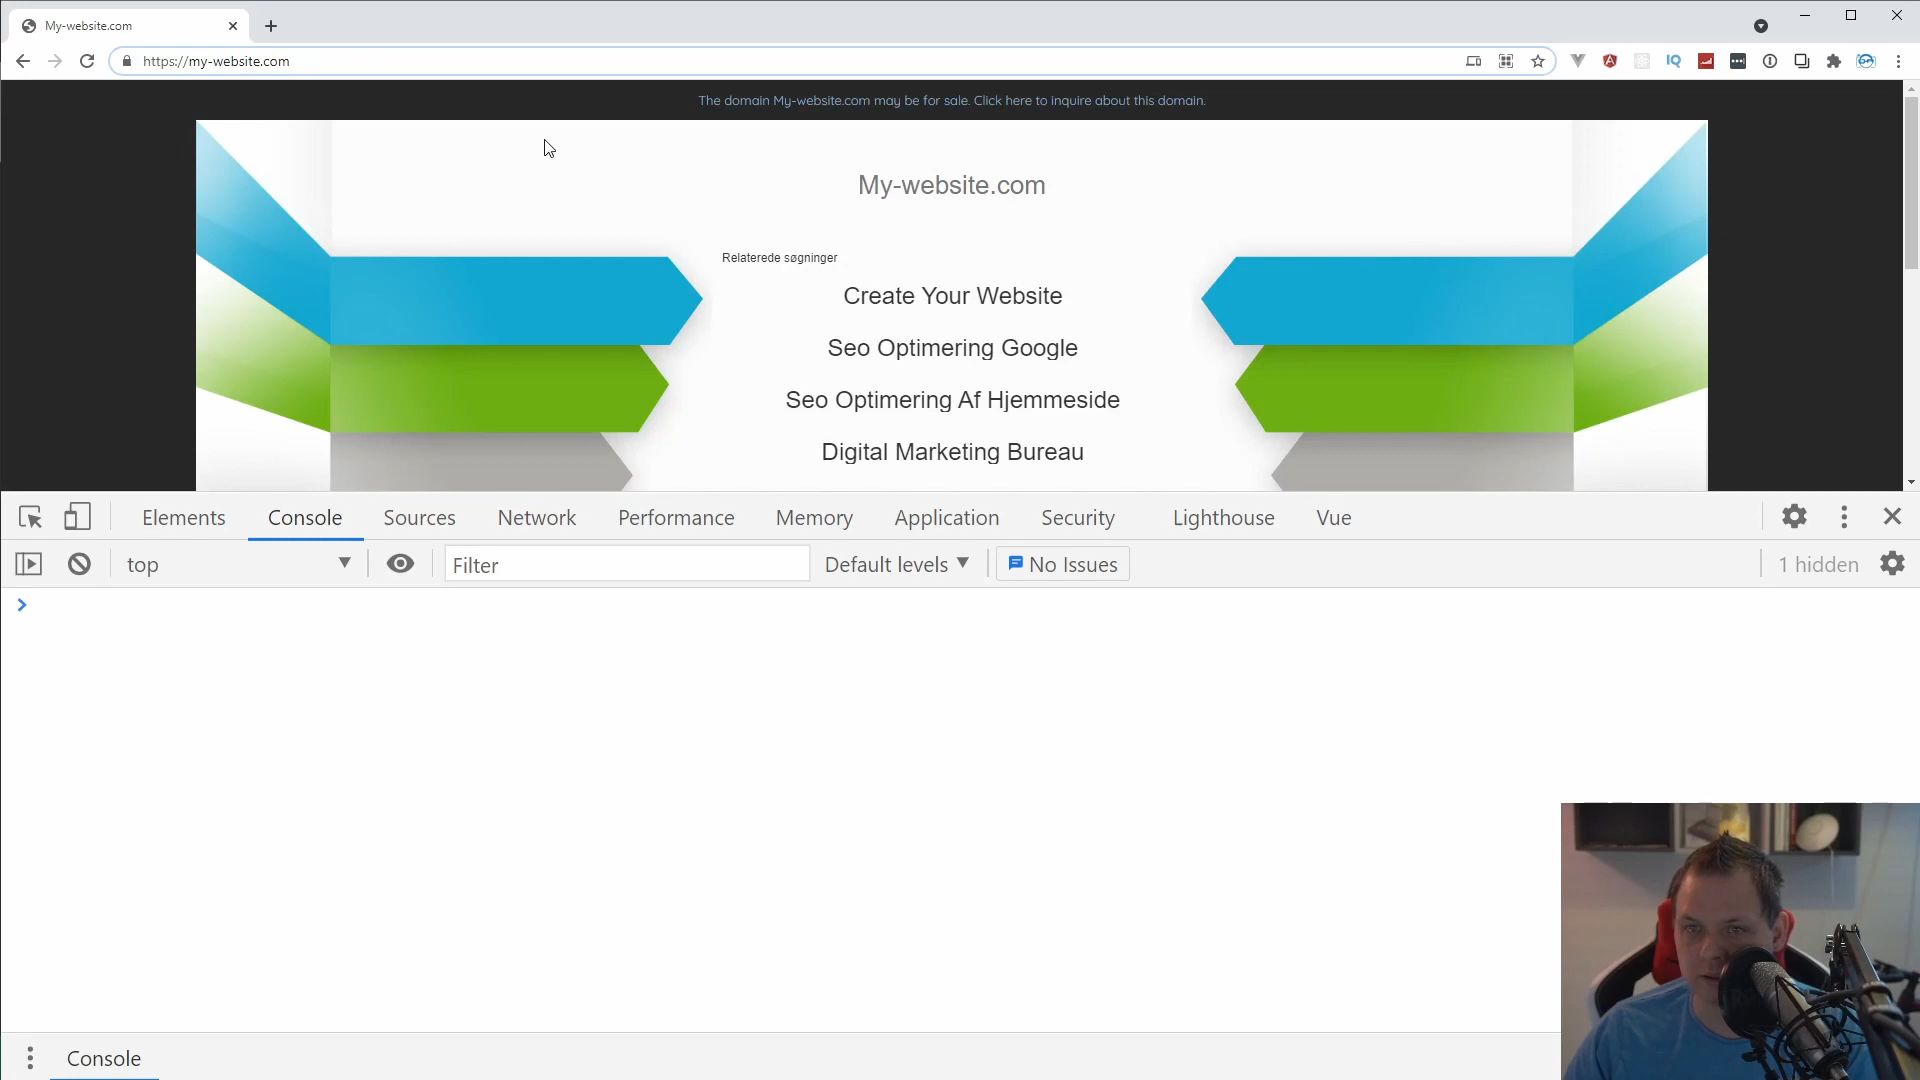 My-website.com
https://my-website.com
IQ
The domain My-website.com may be for sale. Click here to inquire about this domain.
My-website.com
Relaterede søgninger
Create Your Website
Seo Optimering Google
Seo Optimering Af Hjemmeside
Digital Marketing Bureau
Elements Console Sources Network Performance Memory Application Security Lighthouse Vue
top Filter Default levels No Issues 1 hidden
Console